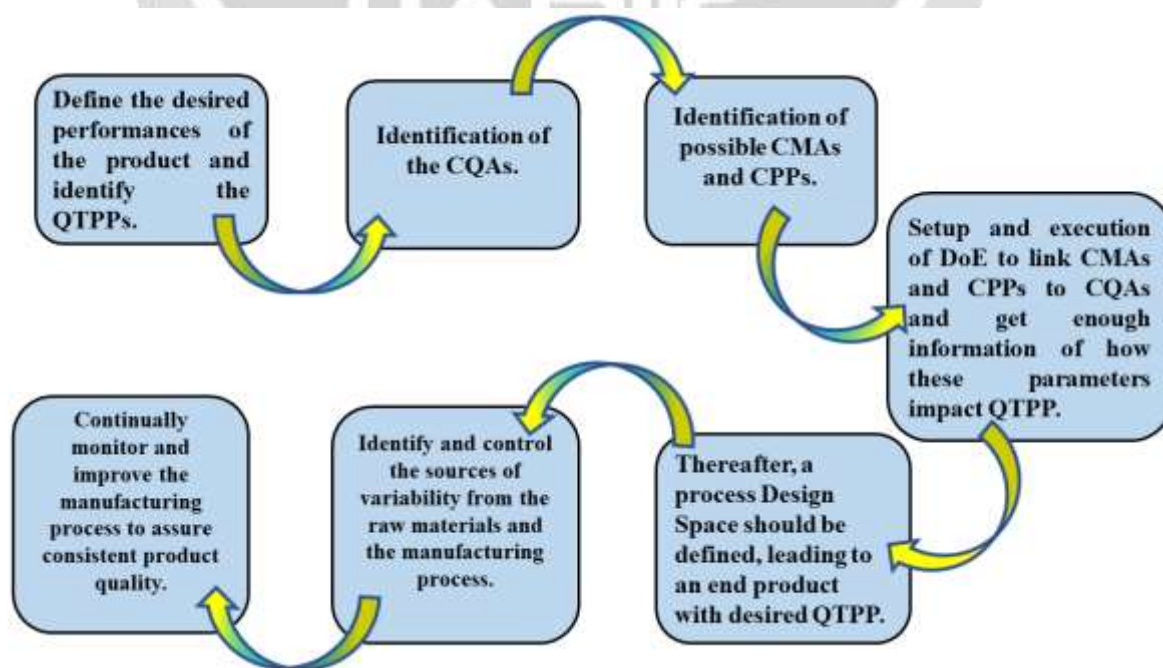 Define the desired
performances of
the product and
identify the
QTPPs.
Identification of
the CQAs.
Identification of
possible CMAs
and CPPs.
Setup and execution
of DoE to link CMAs
and CPPs to CQAs
and get enough
information of how
these parameters
impact QTPP.
Thereafter, a
process Design
Space should be
defined, leading to
an end product
with desired QTPP.
Identify and control
the sources of
variability from the
raw materials and
the manufacturing
process.
Continually
monitor and
improve the
manufacturing
process to assure
consistent product
quality.